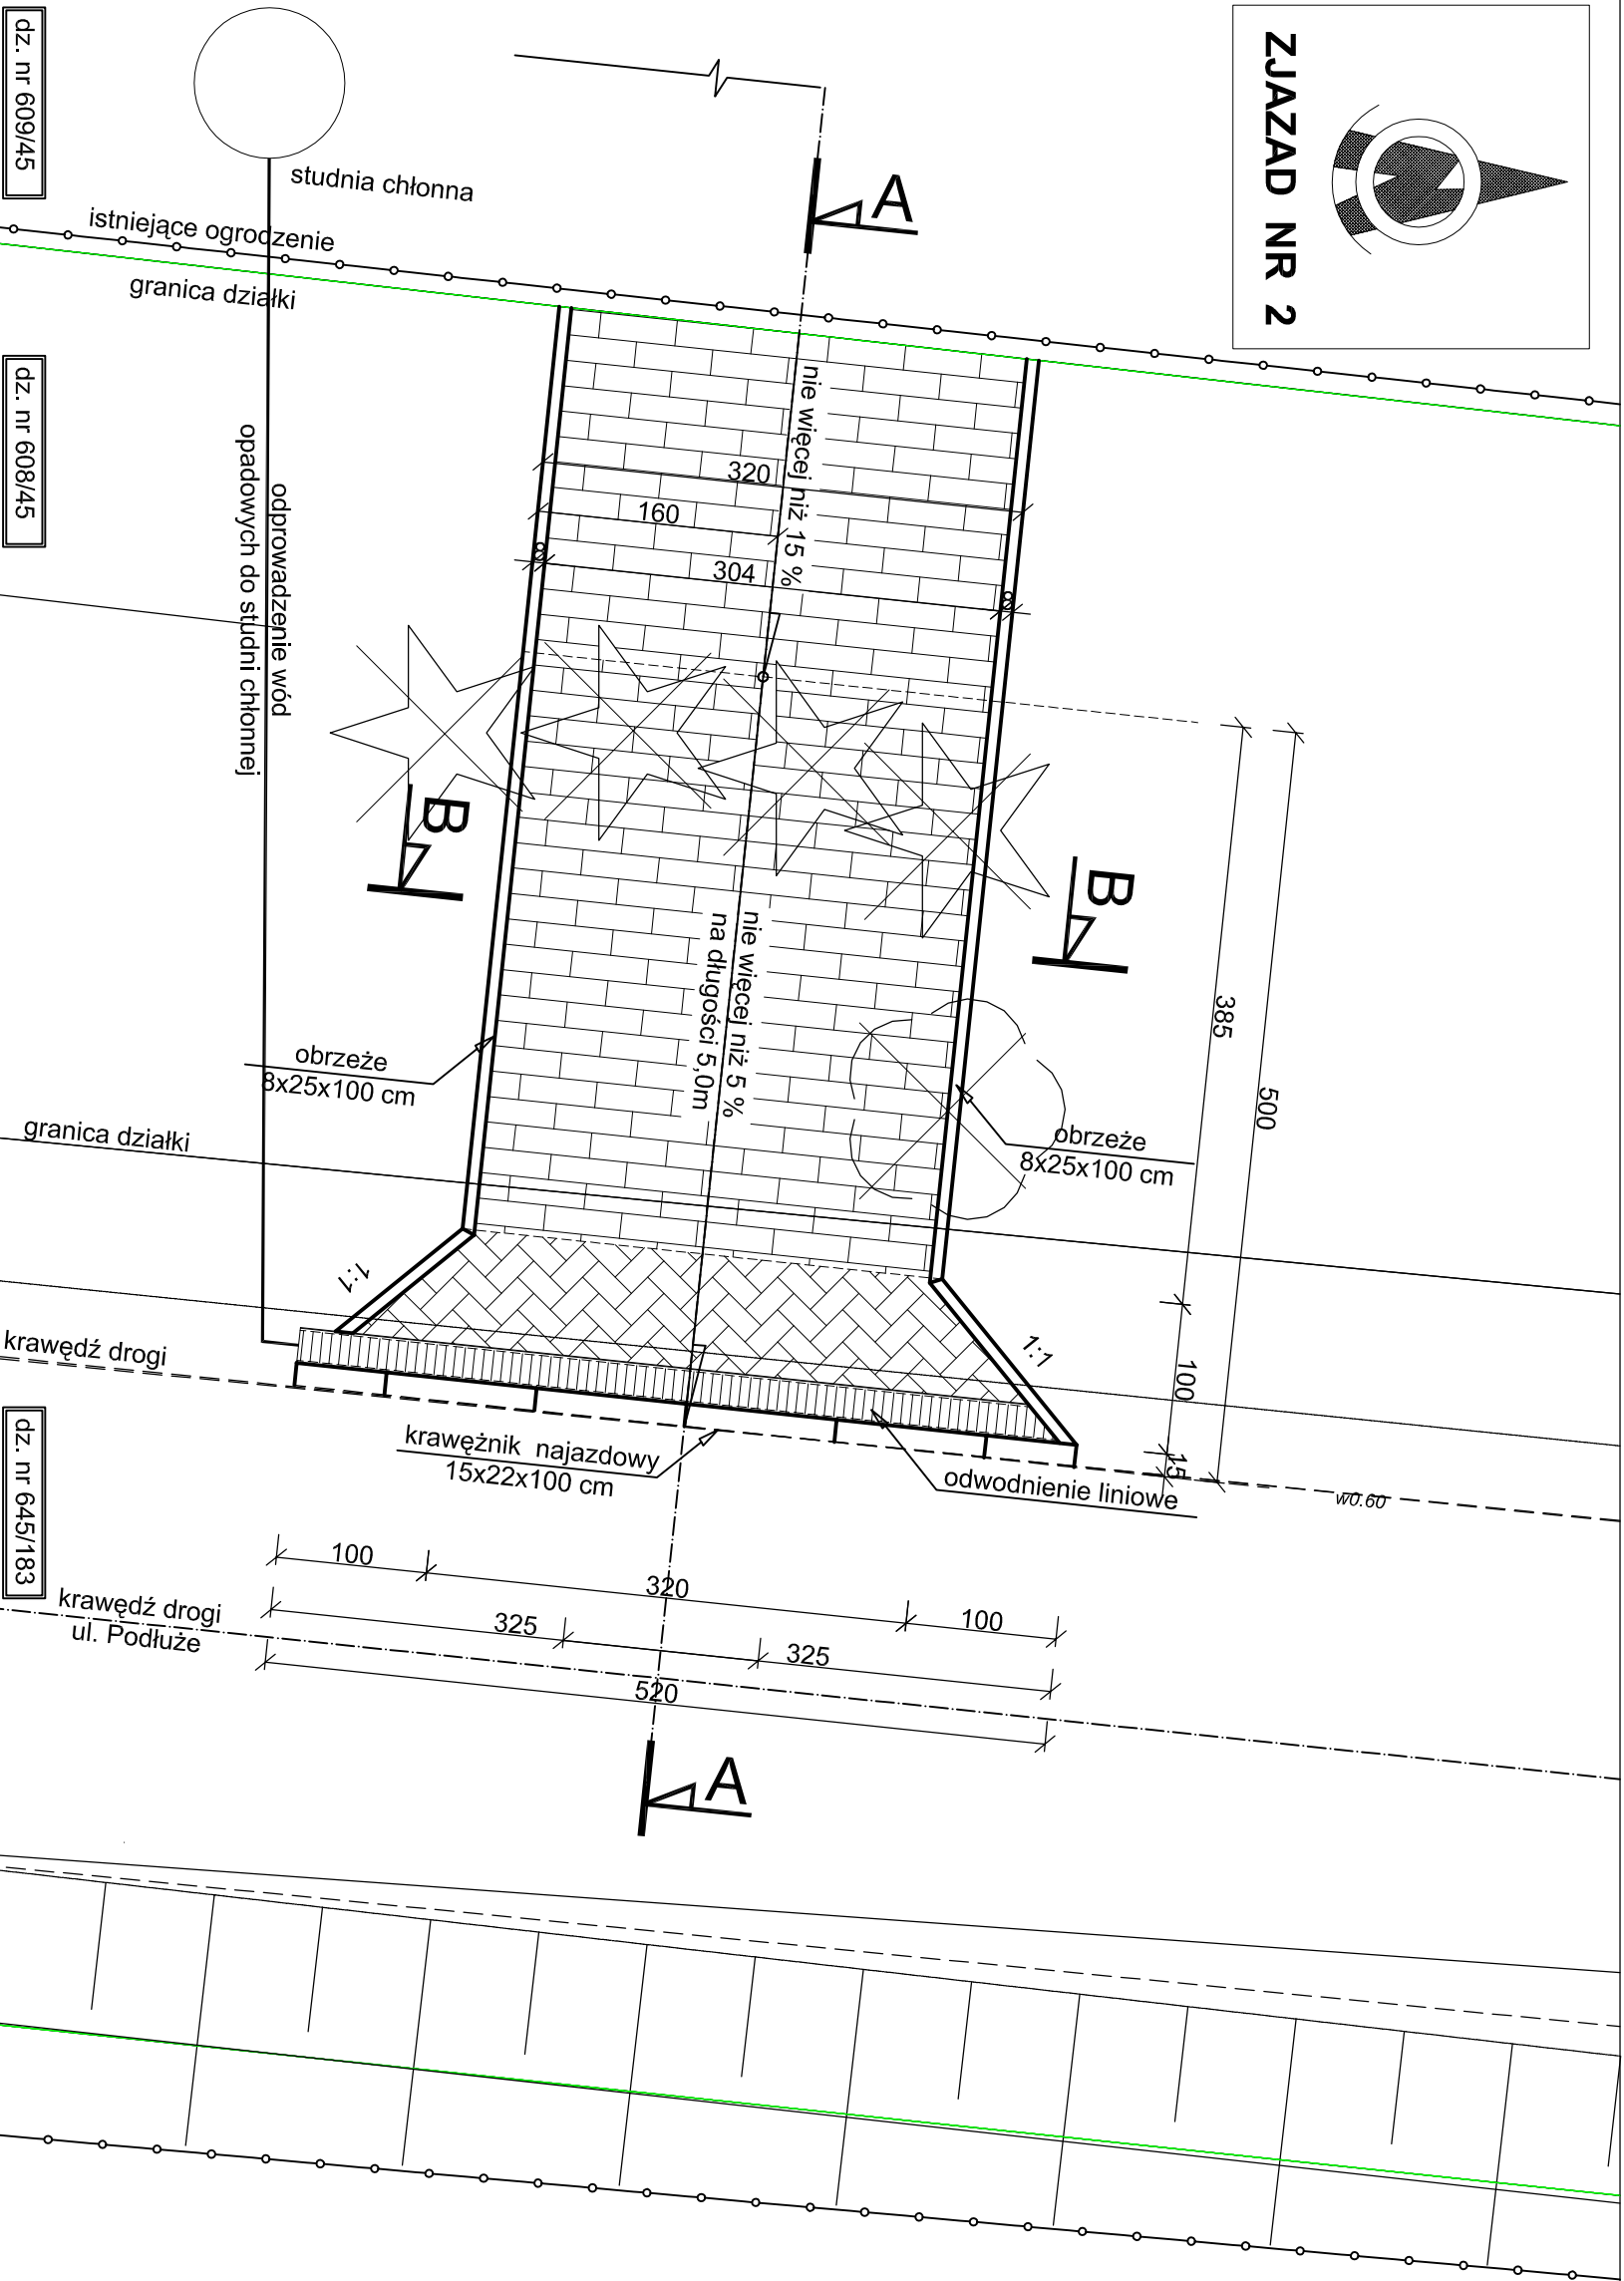 ZJAZAD NR 2
dz. nr 609/45
studnia chłonna
A
istniejące ogrodzenie
granica działki
dz. nr 608/45
nie więcej niż 15 %
320
160
8
304
8
odprowadzenie wód
opadowych do studni chłonnej
B
B
nie więcej niż 5 %
na długości 5,0m
385
500
obrzeże
8x25x100 cm
obrzeże
8x25x100 cm
granica działki
1:1
1:1
100
15
krawędź drogi
krawężnik najazdowy
15x22x100 cm
odwodnienie liniowe
w0.60
dz. nr 645/183
100
320
100
krawędź drogi
ul. Podłuże
325
325
520
A